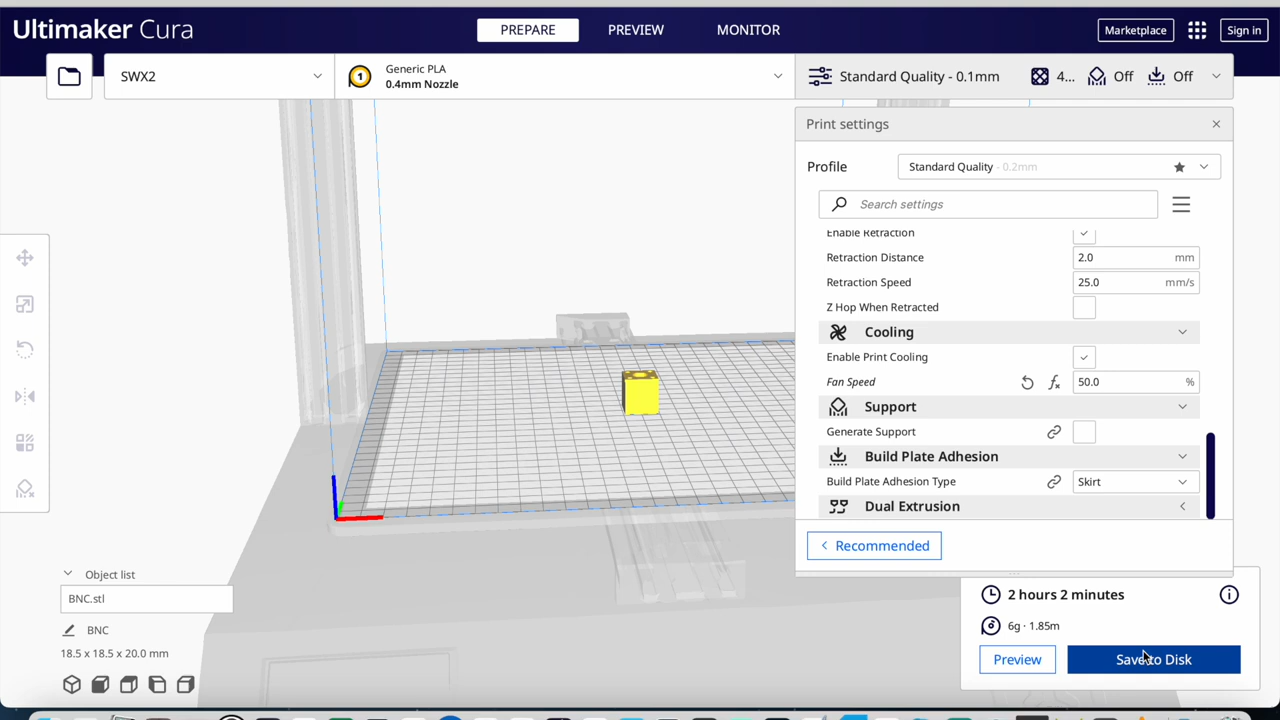 Ultimaker Cura
PREPARE
PREVIEW
MONITOR
Marketplace
Sign in
SWX2
1
Generic PLA
0.4mm Nozzle
Standard Quality - 0.1mm
4...
Off
Off
Print settings
Profile
Standard Quality - 0.2mm
Search settings
Enable Retraction
Retraction Distance
2.0 mm
Retraction Speed
25.0 mm/s
Z Hop When Retracted
Cooling
Enable Print Cooling
Fan Speed
50.0 %
Support
Generate Support
Build Plate Adhesion
Build Plate Adhesion Type
Skirt
Dual Extrusion
Recommended
Object list
BNC.stl
BNC
18.5 x 18.5 x 20.0 mm
2 hours 2 minutes
6g · 1.85m
Preview
Save to Disk